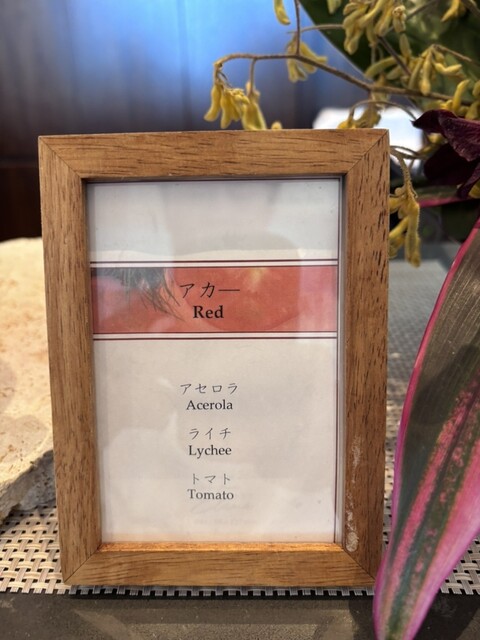 アカー
Red
アセロラ
Acerola
ライチ
Lychee
トマト
Tomato